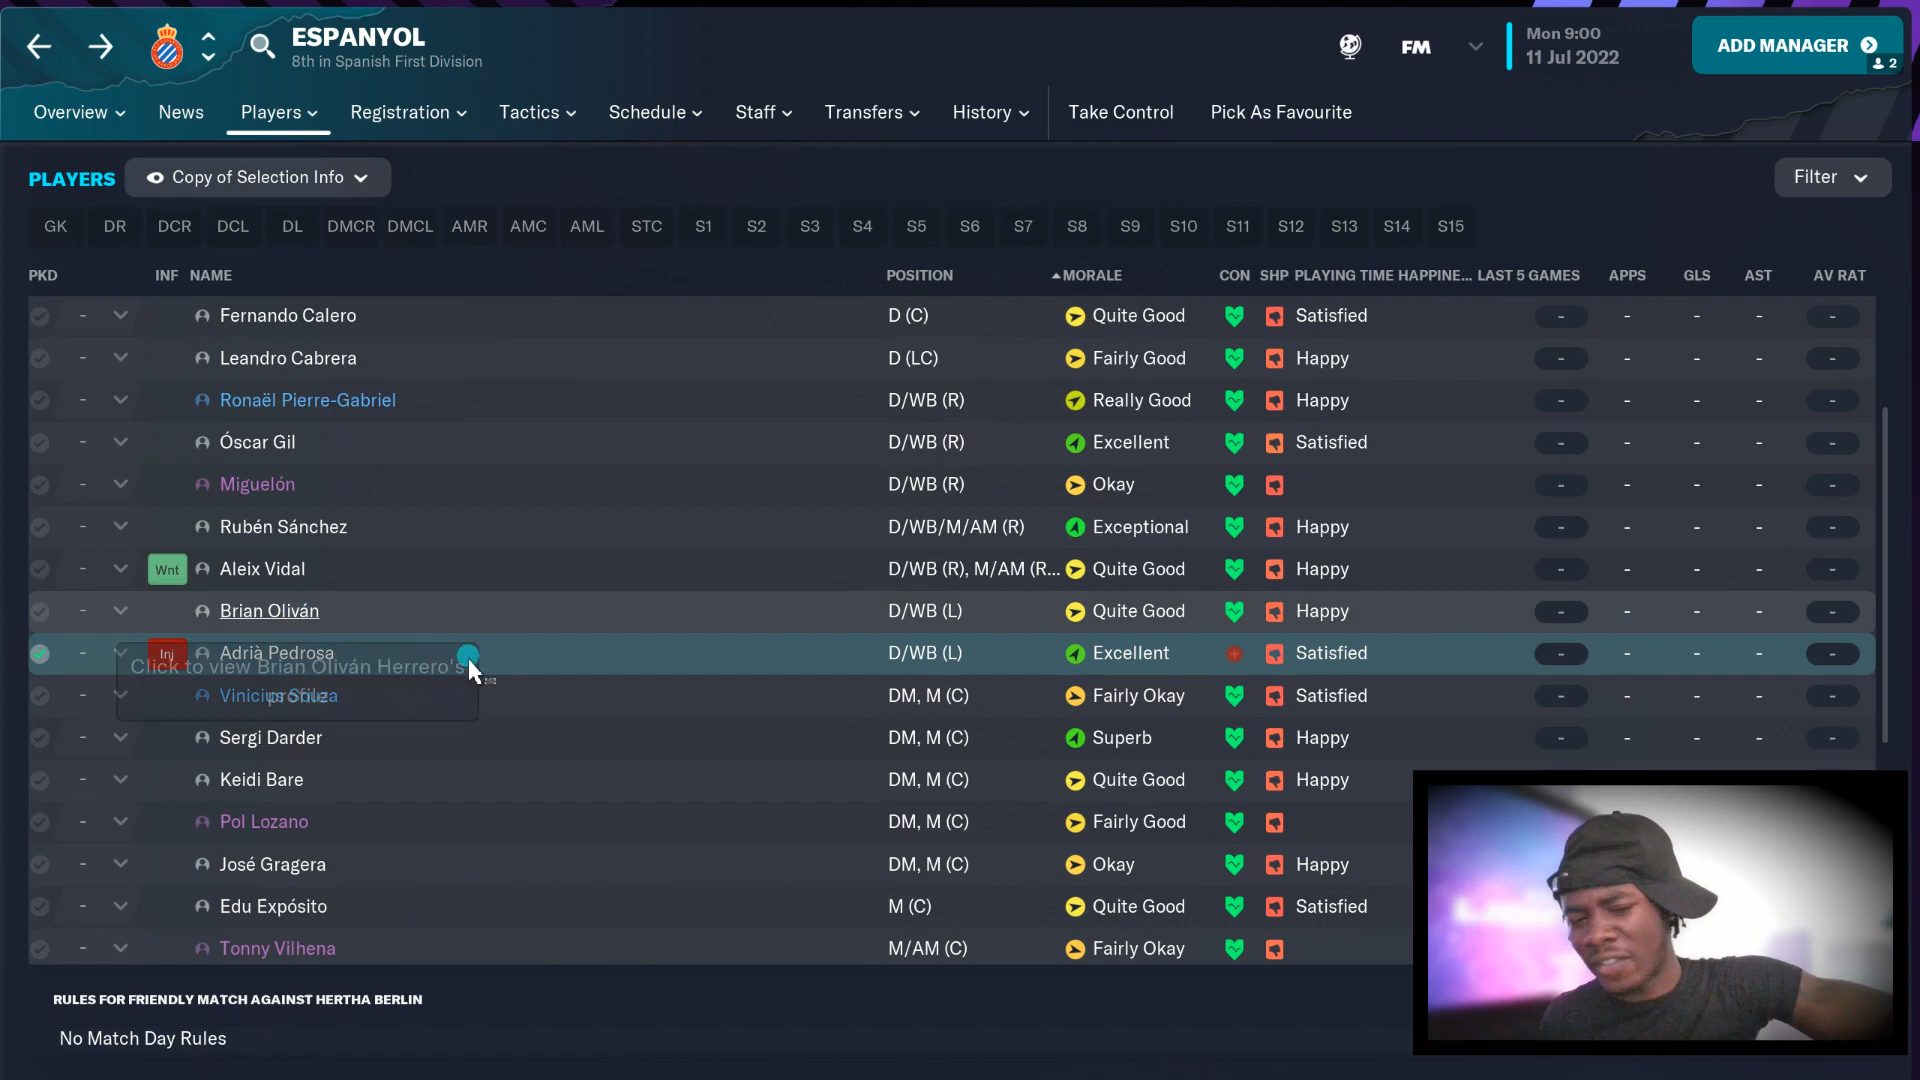 ESPANYOL
8th in Spanish First Division
FM
Mon 9:00
11 Jul 2022
ADD MANAGER
2
Overview News Players Registration Tactics Schedule Staff Transfers History Take Control Pick As Favourite
PLAYERS Copy of Selection Info Filter
GK DR DCR DCL DL DMCR DMCL AMR AMC AML STC S1 S2 S3 S4 S5 S6 S7 S8 S9 S10 S11 S12 S13 S14 S15
PKD INF NAME POSITION MORALE CON SHP PLAYING TIME HAPPINE... LAST 5 GAMES APPS GLS AST AV RAT
- Fernando Calero D (C) Quite Good Satisfied - - - - -
- Leandro Cabrera D (LC) Fairly Good Happy - - - - -
- Ronaël Pierre-Gabriel D/WB (R) Really Good Happy - - - - -
- Óscar Gil D/WB (R) Excellent Satisfied - - - - -
- Miguelón D/WB (R) Okay - - - - -
- Rubén Sánchez D/WB/M/AM (R) Exceptional Happy - - - - -
- Wnt Aleix Vidal D/WB (R), M/AM (R... Quite Good Happy - - - - -
- Brian Oliván D/WB (L) Quite Good Happy - - - - -
- Inj Adrià Pedrosa D/WB (L) Excellent Satisfied - - - - -
Click to view Brian Oliván Herrero's
profile
- Vinicius Souza DM, M (C) Fairly Okay Satisfied - - - - -
- Sergi Darder DM, M (C) Superb Happy - - - - -
- Keidi Bare DM, M (C) Quite Good Happy
- Pol Lozano DM, M (C) Fairly Good
- José Gragera DM, M (C) Okay Happy
- Edu Expósito M (C) Quite Good Satisfied
- Tonny Vilhena M/AM (C) Fairly Okay
RULES FOR FRIENDLY MATCH AGAINST HERTHA BERLIN
No Match Day Rules